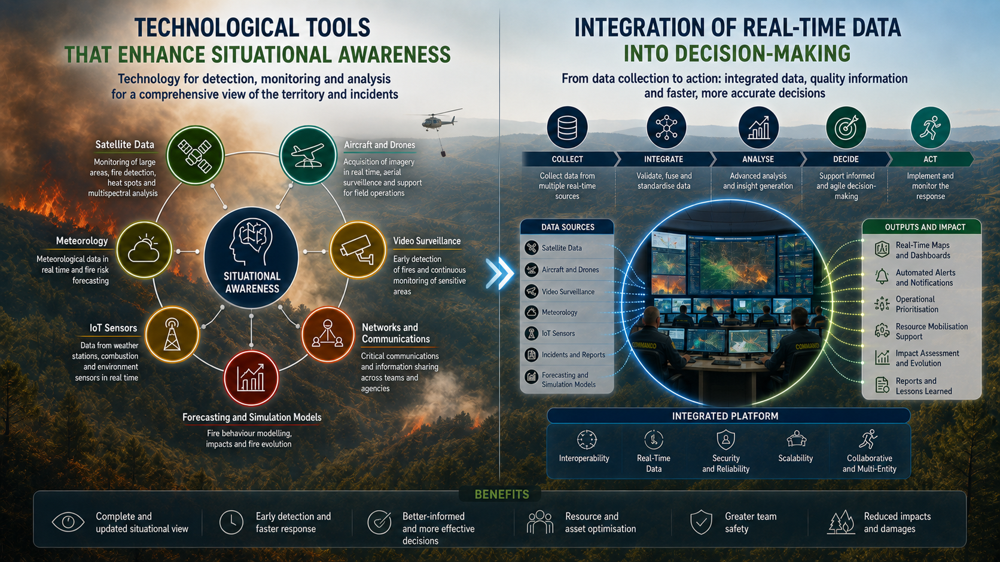 TECHNOLOGICAL TOOLS
THAT ENHANCE SITUATIONAL AWARENESS
Technology for detection, monitoring and analysis
for a comprehensive view of the territory and incidents
Satellite Data
Monitoring of large
areas, fire detection,
heat spots and
multispectral analysis
Aircraft and Drones
Acquisition of imagery
in real time, aerial
surveillence and support
for field operations
Meteorology
Meteorological data in
real time and fire risk
forecasting
SITUATIONAL
AWARENESS
Video Surveillance
Early detection
of fires and continuous
monitoring of sensitive
areas
IoT Sensors
Data from weather
stations, combustion
and environment
sensors in real time
Networks and
Communications
Critical communications
and information sharing
across teams and
agencies
Forecasting and Simulation Models
Fire behaviour modelling,
impacts and fire evolution
INTEGRATION OF REAL-TIME DATA
INTO DECISION-MAKING
From data collection to action: integrated data, quality information
and faster, more accurate decisions
COLLECT
INTEGRATE
ANALYSE
DECIDE
ACT
Collect data from
multiple real-time
sources
Validate, fuse and
standardise data
Advanced analysis
and insight generation
Support informed
and agile decision-
making
Implement and
monitor the
response
DATA SOURCES
Satellite Data
Aircraft and Drones
Video Surveillance
Meteorology
IoT Sensors
Incidents and Reports
Forecasting and
Simulation Models
COMMANDO
COMMAND
OUTPUTS AND IMPACT
Real-Time Maps
and Dashboards
Automated Alerts
and Notifications
Operational
Prioritisation
Resource Mobilisation
Support
Impact Assessment
and Evolution
Reports and
Lessons Learned
INTEGRATED PLATFORM
Interoperability
Real-Time
Data
Security
and Reliability
Scalability
Collaborative
and Multi-Entity
BENEFITS
Complete and
updated situational view
Early detection and
faster response
Better-informed
and more effective
decisions
Resource and
asset optimisation
Greater team
safety
Reduced impacts
and damages